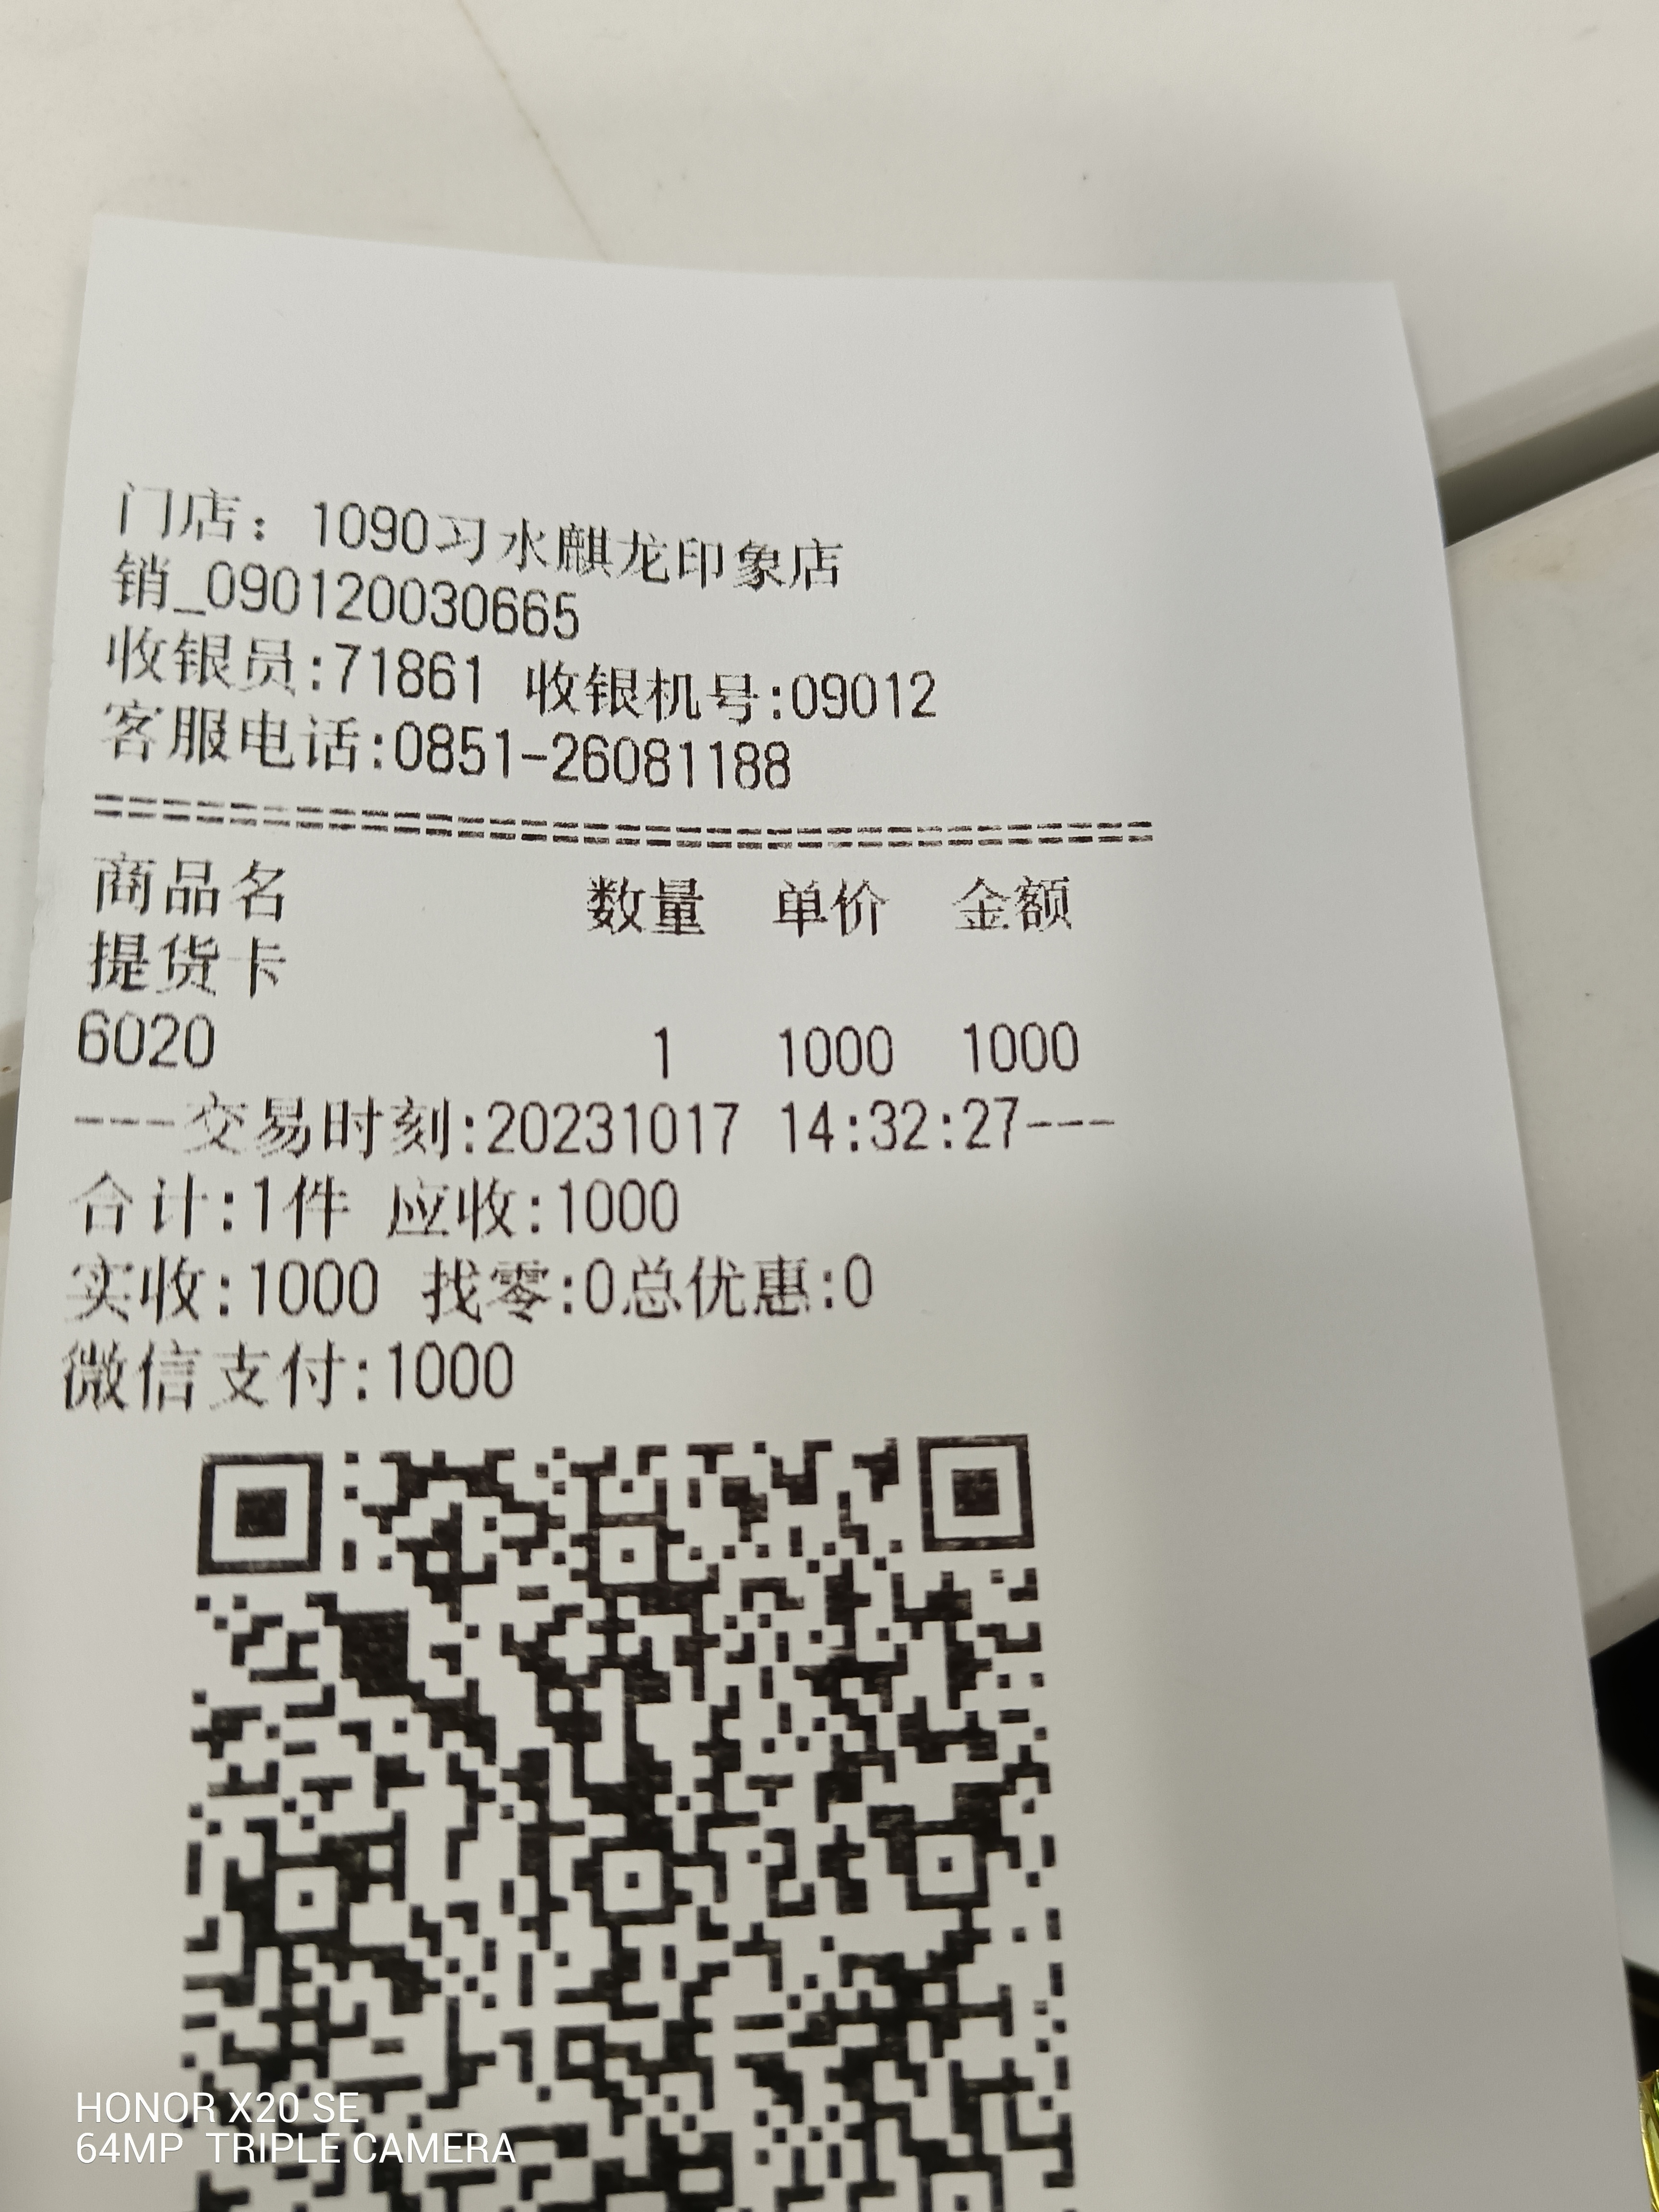 门店：1090习水麒龙印象店
销_090120030665
收银员:71861 收银机号:09012
客服电话:0851-26081188
================================
商品名 数量 单价 金额
提货卡
6020 1 1000 1000
---交易时刻:20231017 14:32:27---
合计:1件 应收:1000
实收:1000 找零:0总优惠:0
微信支付:1000
HONOR X20 SE
64MP TRIPLE CAMERA